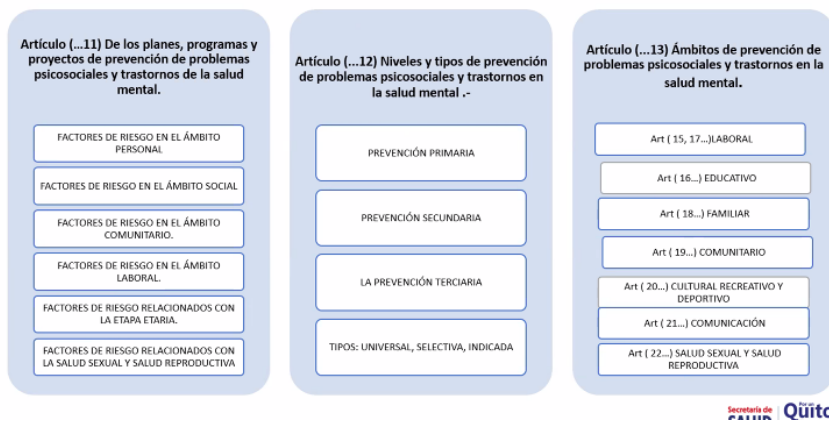 Artículo (...11) De los planes, programas y
proyectos de prevención de problemas
psicosociales y trastornos de la salud
mental.
FACTORES DE RIESGO EN EL ÁMBITO
PERSONAL
FACTORES DE RIESGO EN EL ÁMBITO SOCIAL
FACTORES DE RIESGO EN EL ÁMBITO
COMUNITARIO.
FACTORES DE RIESGO EN EL ÁMBITO
LABORAL.
FACTORES DE RIESGO RELACIONADOS CON
LA ETAPA ETARIA.
FACTORES DE RIESGO RELACIONADOS CON
LA SALUD SEXUAL Y SALUD REPRODUCTIVA
Artículo (...12) Niveles y tipos de prevención
de problemas psicosociales y trastornos en
la salud mental .-
PREVENCIÓN PRIMARIA
PREVENCIÓN SECUNDARIA
LA PREVENCIÓN TERCIARIA
TIPOS: UNIVERSAL, SELECTIVA, INDICADA
Artículo (...13) Ámbitos de prevención de
problemas psicosociales y trastornos en la
salud mental.
Art ( 15, 17...)LABORAL
Art ( 16...) EDUCATIVO
Art ( 18...) FAMILIAR
Art ( 19...) COMUNITARIO
Art ( 20...) CULTURAL RECREATIVO Y
DEPORTIVO
Art ( 21...) COMUNICACIÓN
Art ( 22...) SALUD SEXUAL Y SALUD
REPRODUCTIVA
Secretaría de
SALUD
Por un
Quito